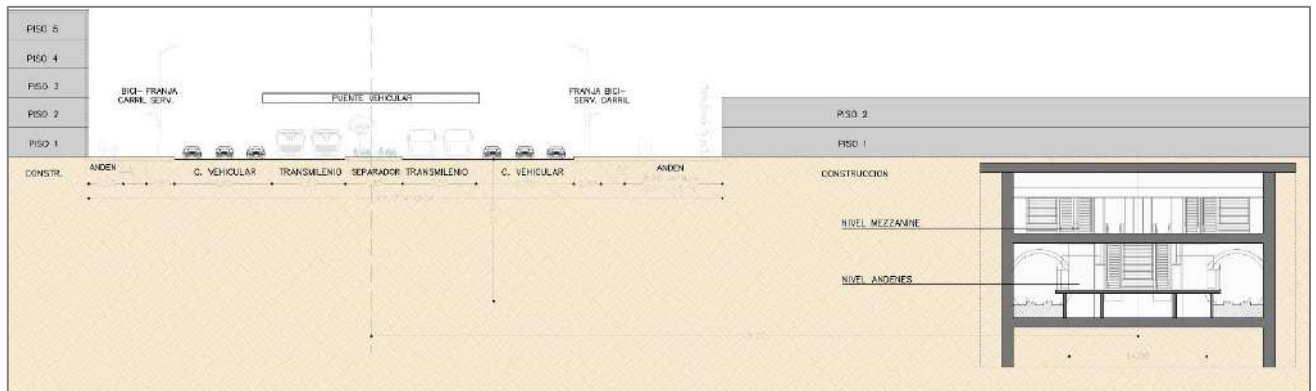 PISO 5
PISO 4
PISO 3
PISO 2
PISO 1
CONSTR.
BICI- FRANJA
CARRIL SERV.
PUENTE VEHICULAR
FRANJA BICI-
SERV. CARRIL
PISO 2
PISO 1
ANDEN
C. VEHICULAR
TRANSMILENIO
SEPARADOR
TRANSMILENIO
C. VEHICULAR
ANDEN
CONSTRUCCION
NIVEL MEZZANINE
NIVEL ANDENES